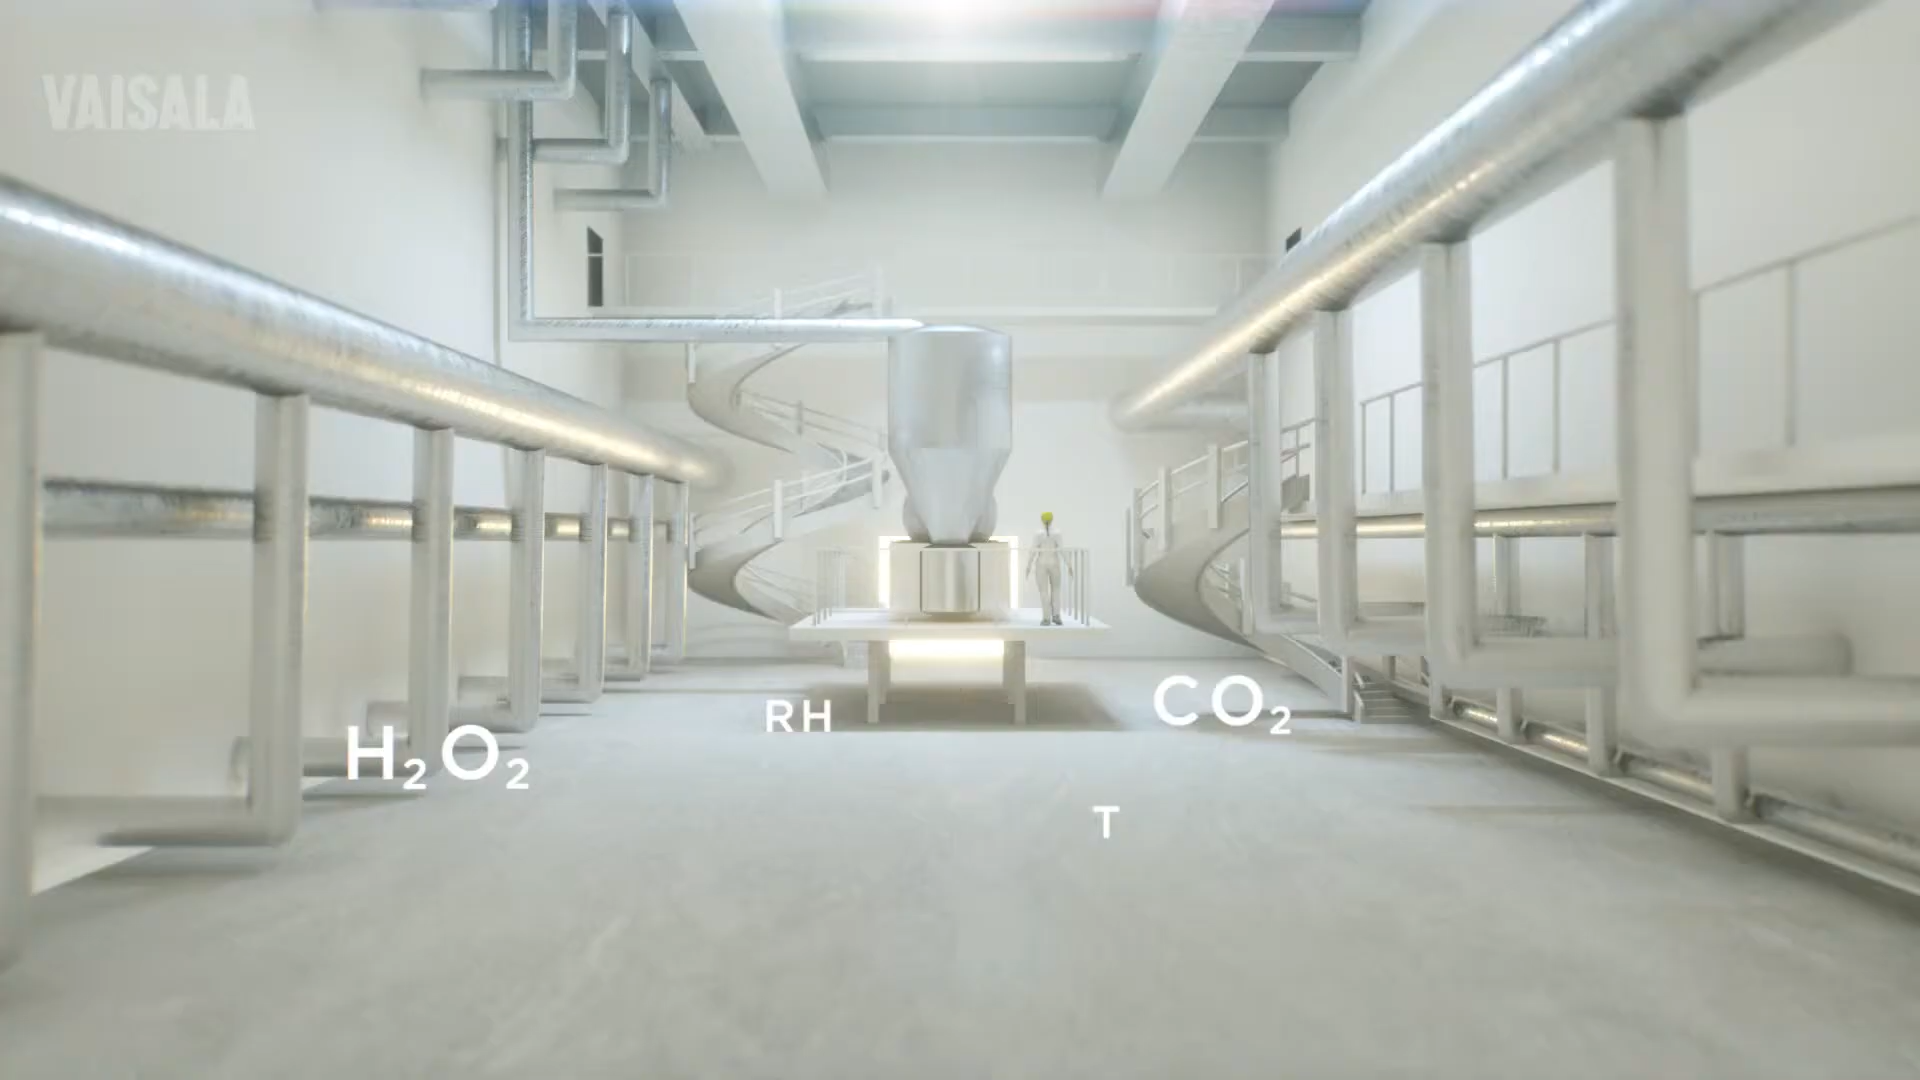 VAISALA
CO₂
RH
H₂O₂
T